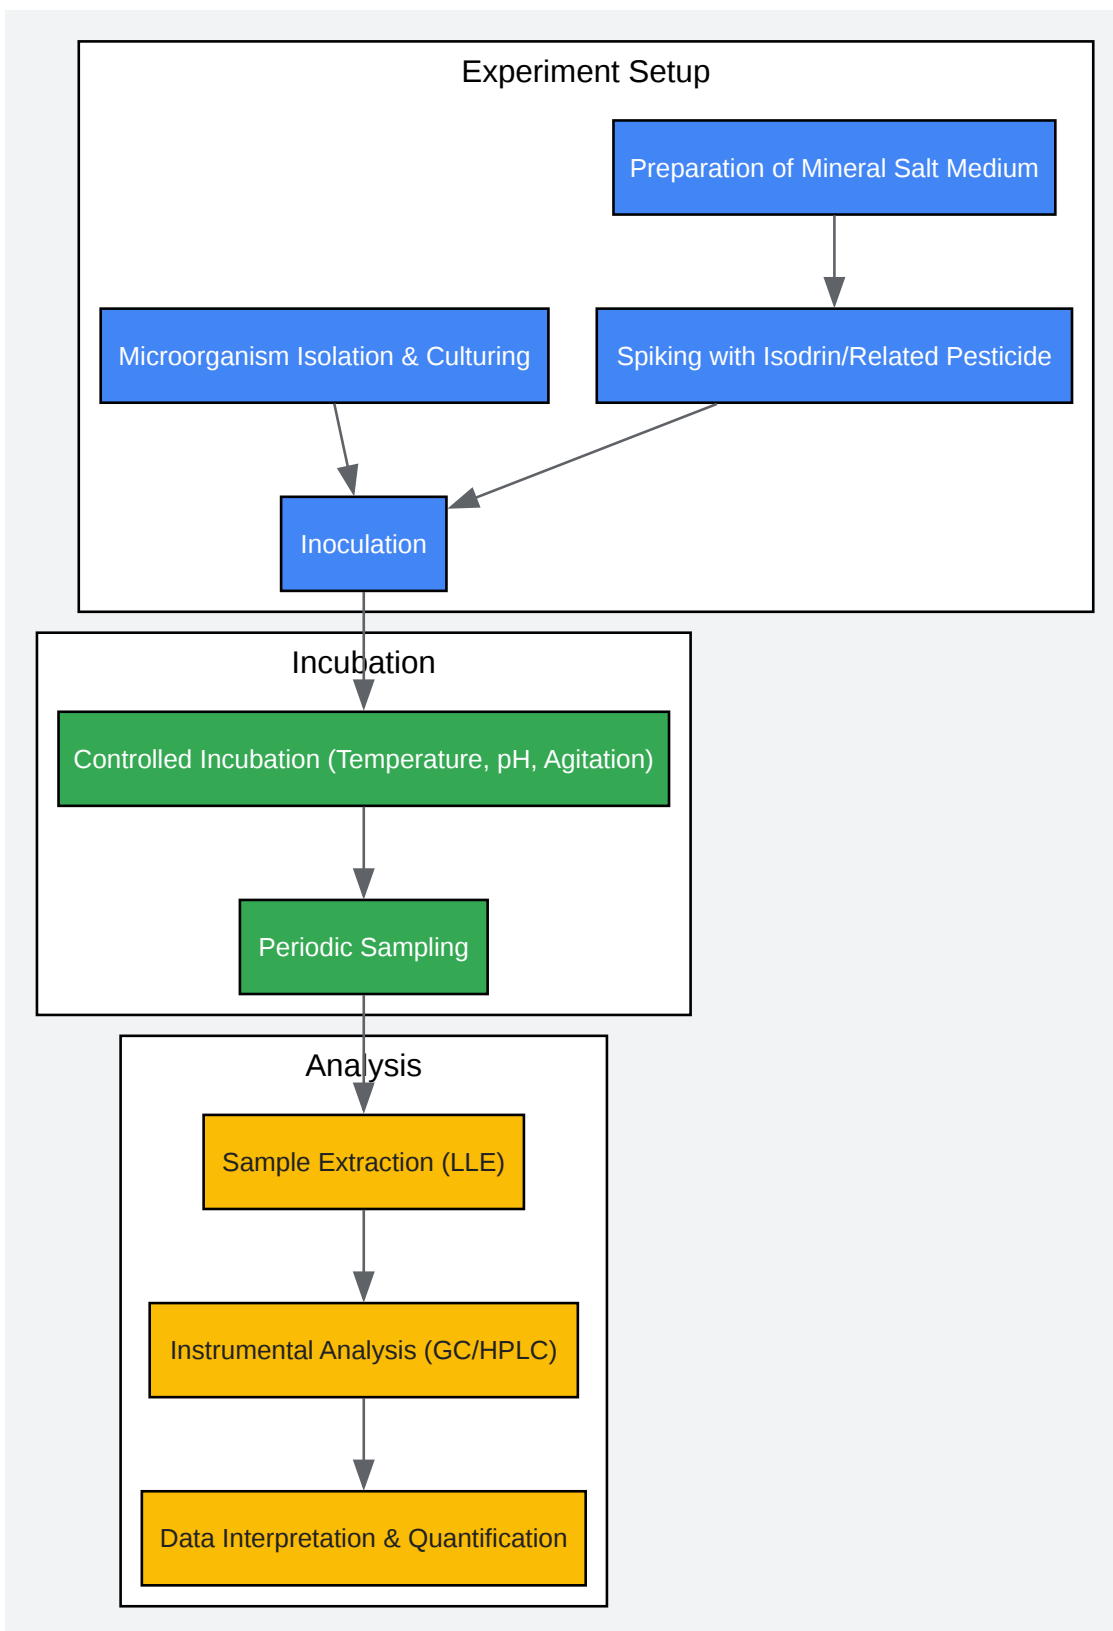 Experiment Setup
Preparation of Mineral Salt Medium
Microorganism Isolation & Culturing
Spiking with Isodrin/Related Pesticide
Inoculation
Incubation
Controlled Incubation (Temperature, pH, Agitation)
Periodic Sampling
Analysis
Sample Extraction (LLE)
Instrumental Analysis (GC/HPLC)
Data Interpretation & Quantification